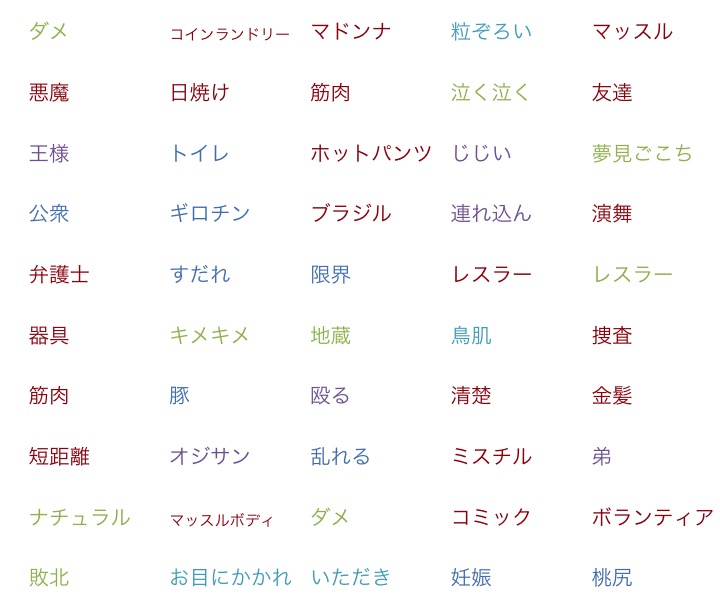 ダメ コインランドリー マドンナ 粒ぞろい マッスル
悪魔 日焼け 筋肉 泣く泣く 友達
王様 トイレ ホットパンツ じじい 夢見ごこち
公衆 ギロチン ブラジル 連れ込ん 演舞
弁護士 すだれ 限界 レスラー レスラー
器具 キメキメ 地蔵 鳥肌 捜査
筋肉 豚 殴る 清楚 金髪
短距離 オジサン 乱れる ミスチル 弟
ナチュラル マッスルボディ ダメ コミック ボランティア
敗北 お目にかかれ いただき 妊娠 桃尻